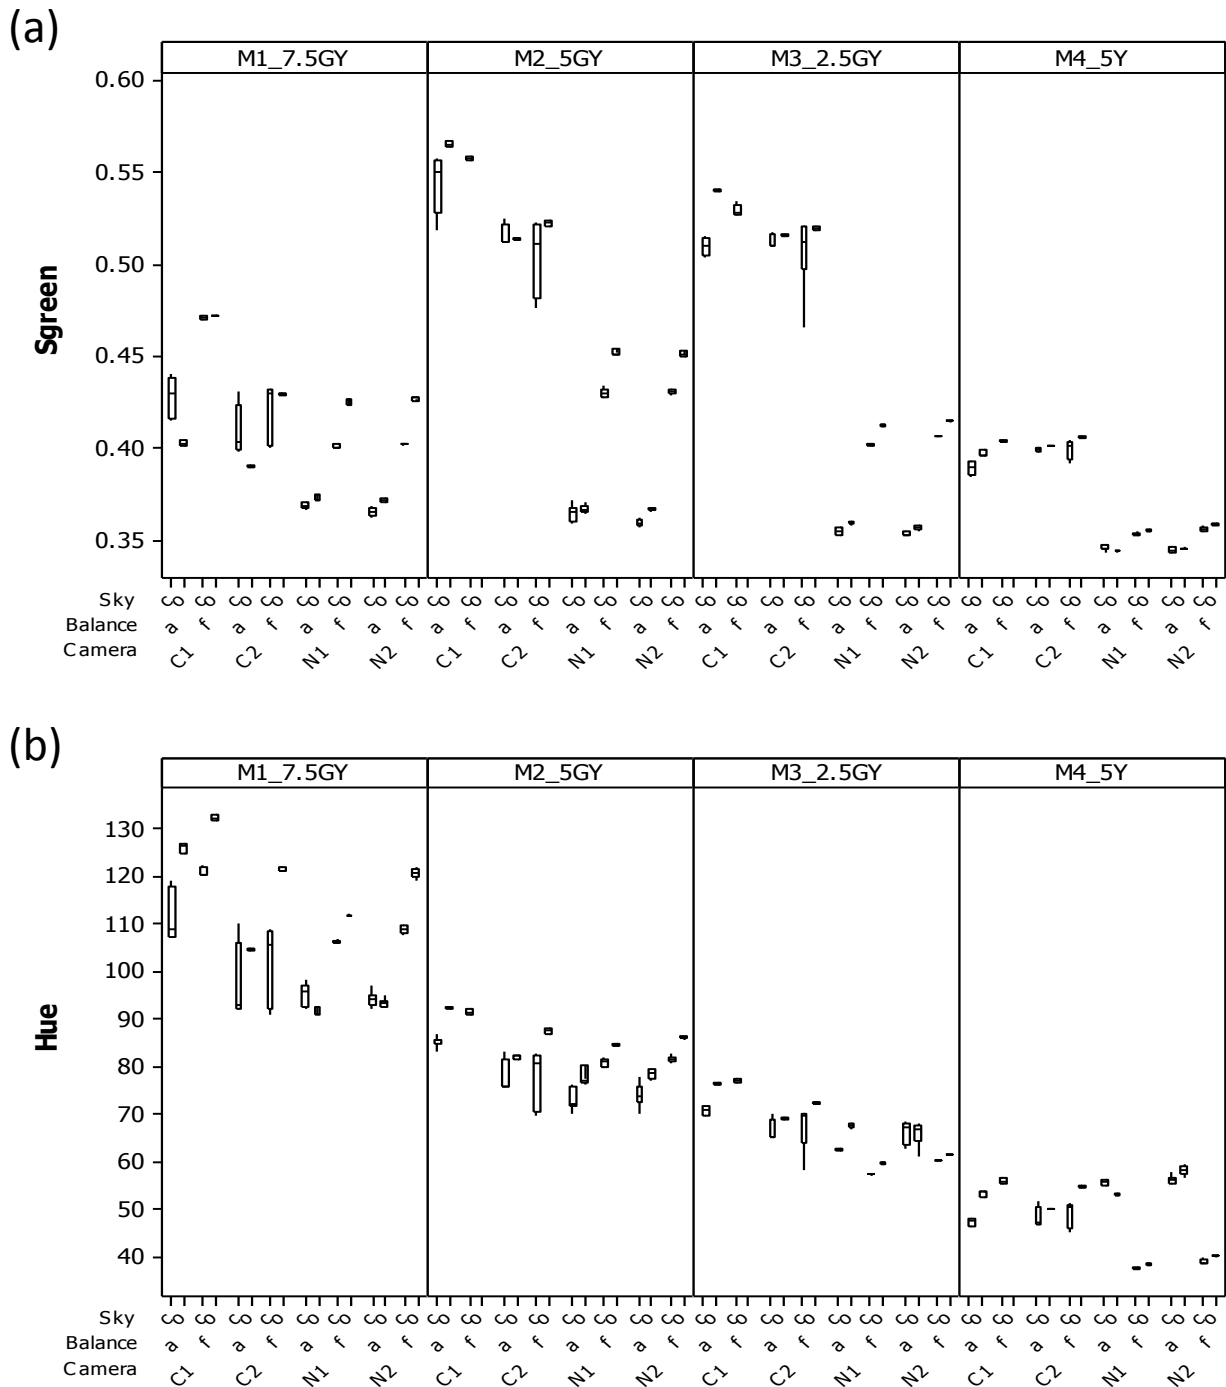 (a)
M1_7.5GY M2_5GY M3_2.5GY M4_5Y
0.60
0.55
0.50
0.45
0.40
0.35
Sgreen
Sky c o c o c o c o c o c o c o c o c o c o c o c o c o c o c o c o c o c o c o c o c o c o c o c o c o c o c o c o c o c o c o c o
Balance a f a f a f a f a f a f a f a f a f a f a f a f a f a f a f a f
Camera C1 C2 N1 N2 C1 C2 N1 N2 C1 C2 N1 N2 C1 C2 N1 N2
(b)
M1_7.5GY M2_5GY M3_2.5GY M4_5Y
130
120
110
100
90
80
70
60
50
40
Hue
Sky c o c o c o c o c o c o c o c o c o c o c o c o c o c o c o c o c o c o c o c o c o c o c o c o c o c o c o c o c o c o c o c o
Balance a f a f a f a f a f a f a f a f a f a f a f a f a f a f a f a f
Camera C1 C2 N1 N2 C1 C2 N1 N2 C1 C2 N1 N2 C1 C2 N1 N2